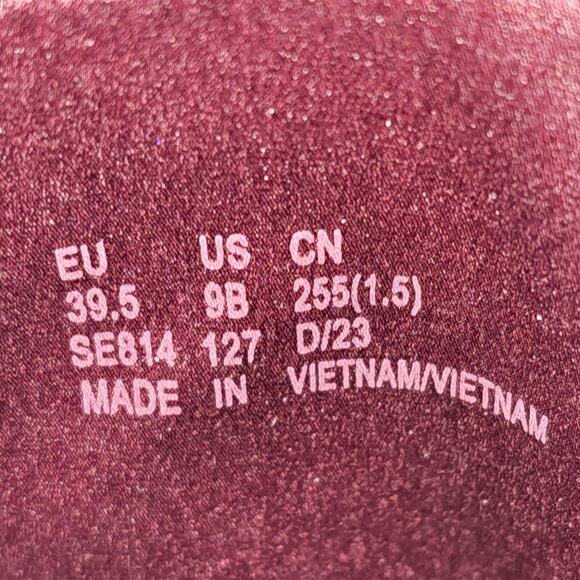 EU US CN
39.5 9B 255(1.5)
SE814 127 D/23
MADE IN VIETNAM/VIETNAM